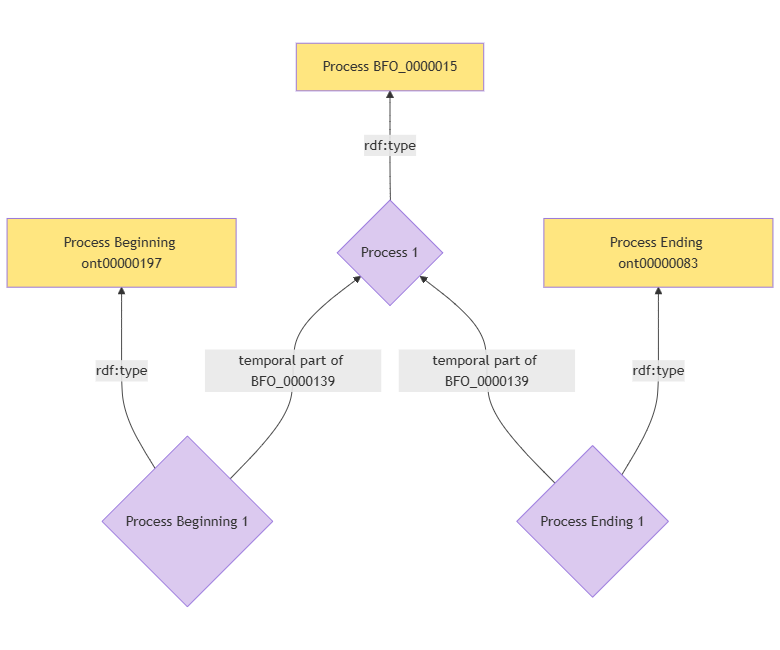 Process BFO_0000015
rdf:type
Process Beginning
ont00000197
Process 1
Process Ending
ont00000083
rdf:type
temporal part of
BFO_0000139
temporal part of
BFO_0000139
rdf:type
Process Beginning 1
Process Ending 1